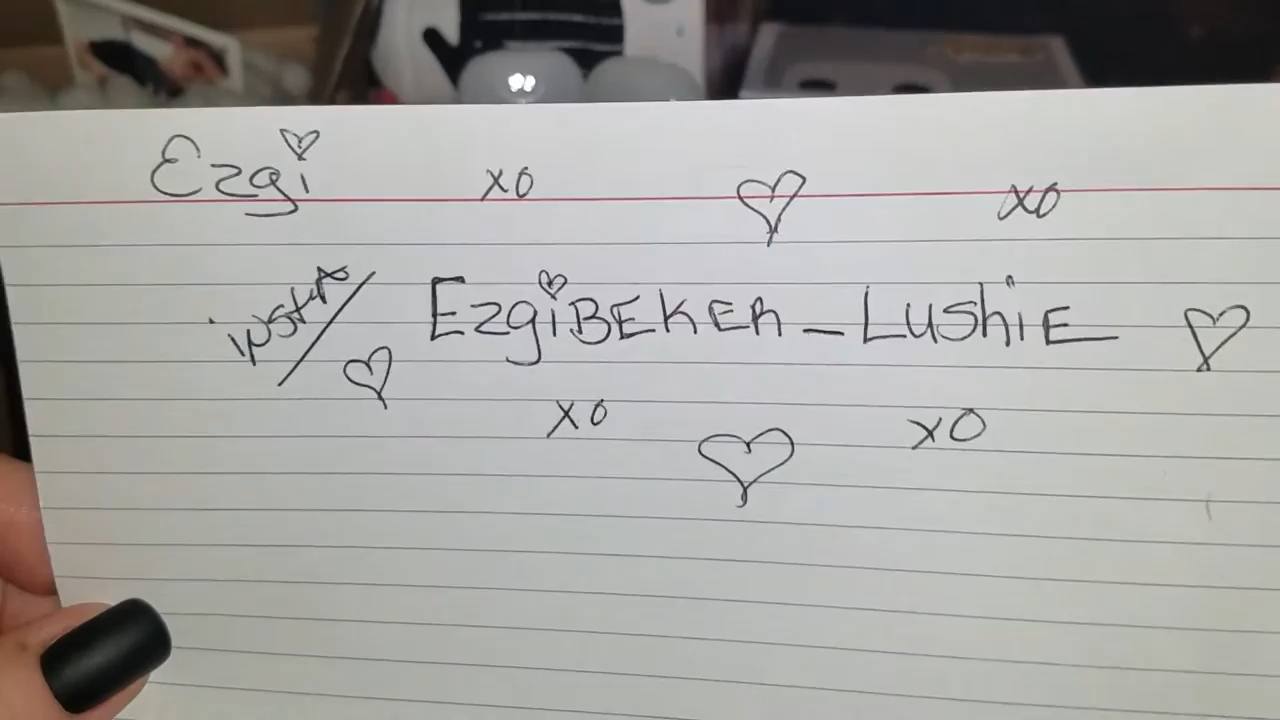 Ezgi xo ♡ xo
insta/ ♡ EzgiBEKER_LushiE ♡
xo ♡ xo